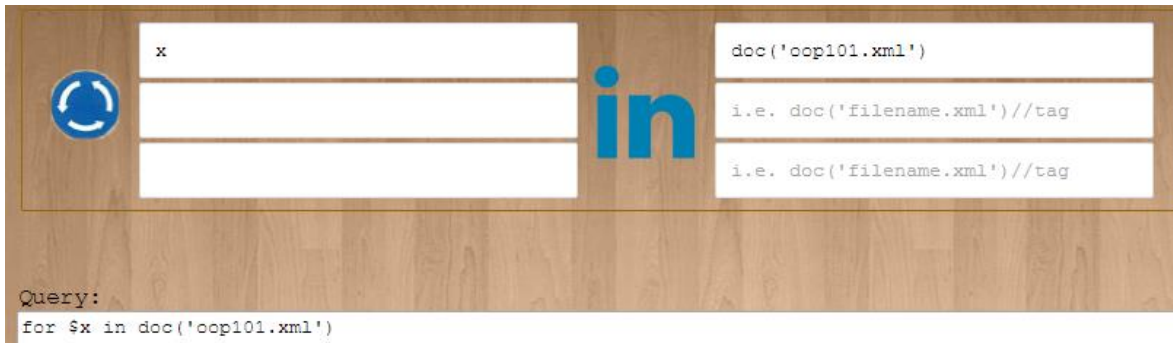 x
doc('oop101.xml')
in
i.e. doc('filename.xml')//tag
i.e. doc('filename.xml')//tag
Query:
for $x in doc('oop101.xml')